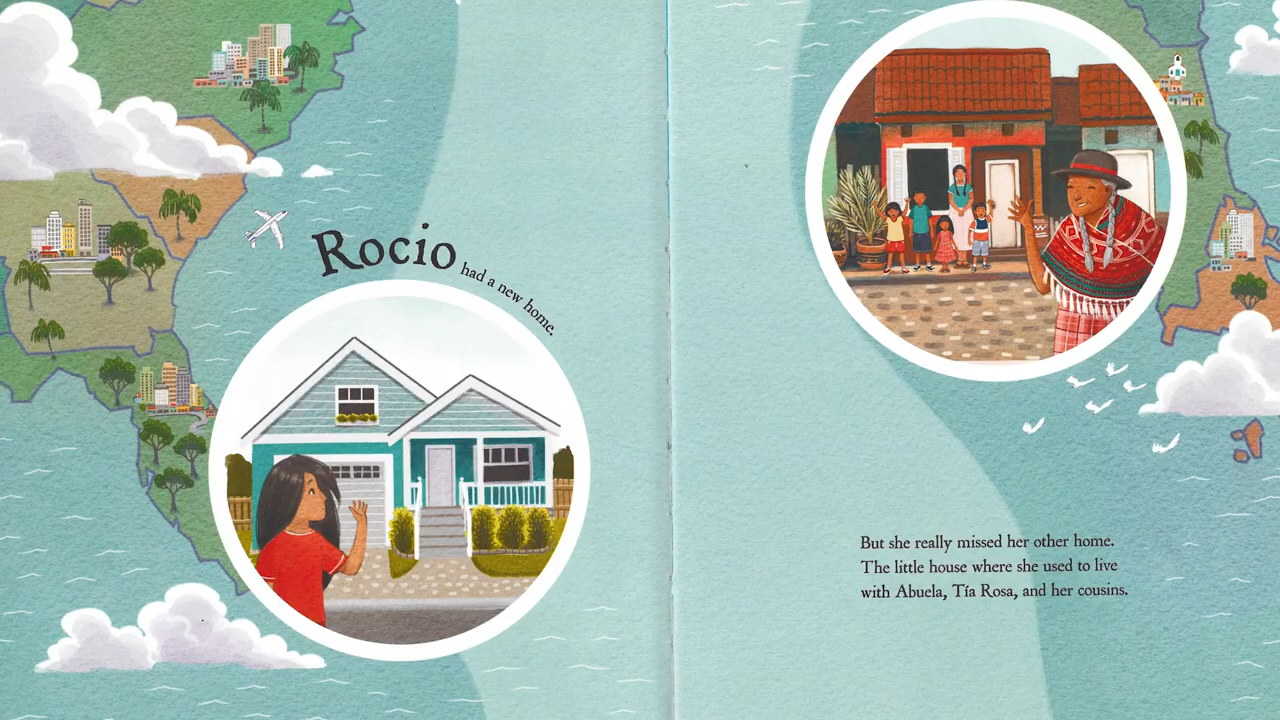 Rocio had a new home.
But she really missed her other home.
The little house where she used to live
with Abuela, Tía Rosa, and her cousins.